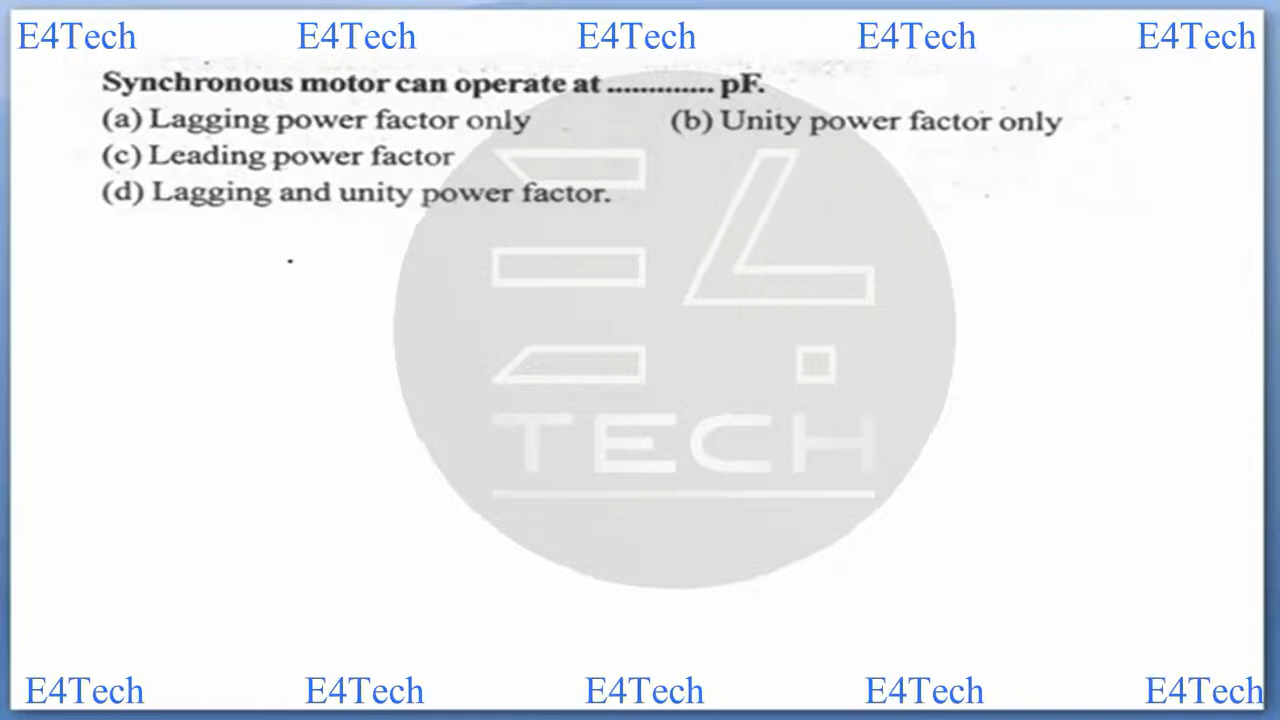 E4Tech E4Tech E4Tech E4Tech E4Tech
Synchronous motor can operate at ............. pF.
(a) Lagging power factor only (b) Unity power factor only
(c) Leading power factor
(d) Lagging and unity power factor.
E4
TECH
E4Tech E4Tech E4Tech E4Tech E4Tech